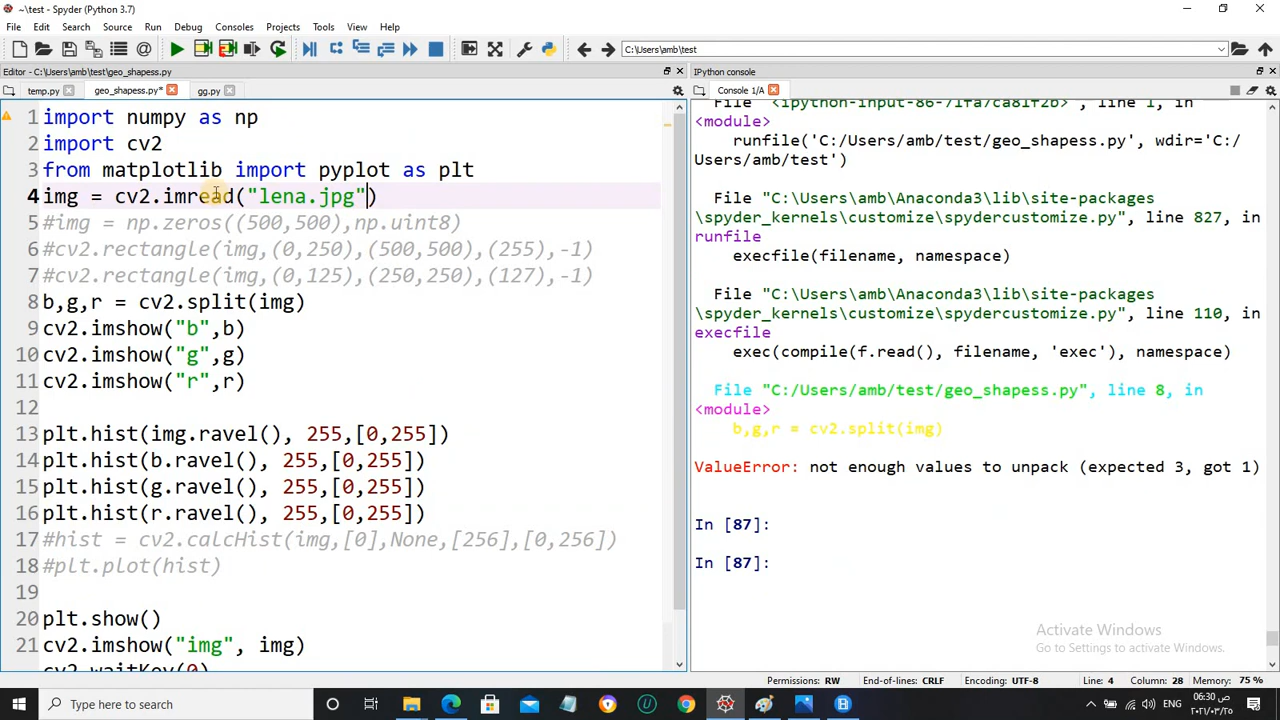 ~\test - Spyder (Python 3.7)
File Edit Search Source Run Debug Consoles Projects Tools View Help
C:\Users\amb\test
Editor - C:\Users\amb\test\geo_shapess.py
temp.py geo_shapess.py* gg.py
1 import numpy as np
2 import cv2
3 from matplotlib import pyplot as plt
4 img = cv2.imread("lena.jpg")
5 #img = np.zeros((500,500),np.uint8)
6 #cv2.rectangle(img,(0,250),(500,500),(255),-1)
7 #cv2.rectangle(img,(0,125),(250,250),(127),-1)
8 b,g,r = cv2.split(img)
9 cv2.imshow("b",b)
10 cv2.imshow("g",g)
11 cv2.imshow("r",r)
12
13 plt.hist(img.ravel(), 255,[0,255])
14 plt.hist(b.ravel(), 255,[0,255])
15 plt.hist(g.ravel(), 255,[0,255])
16 plt.hist(r.ravel(), 255,[0,255])
17 #hist = cv2.calcHist(img,[0],None,[256],[0,256])
18 #plt.plot(hist)
19
20 plt.show()
21 cv2.imshow("img", img)
cv2.waitKey(0)
IPython console
Console 1/A
File "<ipython-input-86-7fa7ca81f2b>", line 1, in
<module>
runfile('C:/Users/amb/test/geo_shapess.py', wdir='C:/
Users/amb/test')
File "C:\Users\amb\Anaconda3\lib\site-packages
\spyder_kernels\customize\spydercustomize.py", line 827, in
runfile
execfile(filename, namespace)
File "C:\Users\amb\Anaconda3\lib\site-packages
\spyder_kernels\customize\spydercustomize.py", line 110, in
execfile
exec(compile(f.read(), filename, 'exec'), namespace)
File "C:/Users/amb/test/geo_shapess.py", line 8, in
<module>
b,g,r = cv2.split(img)
ValueError: not enough values to unpack (expected 3, got 1)
In [87]:
In [87]:
Activate Windows
Go to Settings to activate Windows.
Permissions: RW End-of-lines: CRLF Encoding: UTF-8 Line: 4 Column: 28 Memory: 75 %
Type here to search
ENG
06:30 ص
٢٠٢١/٠٣/٢٥